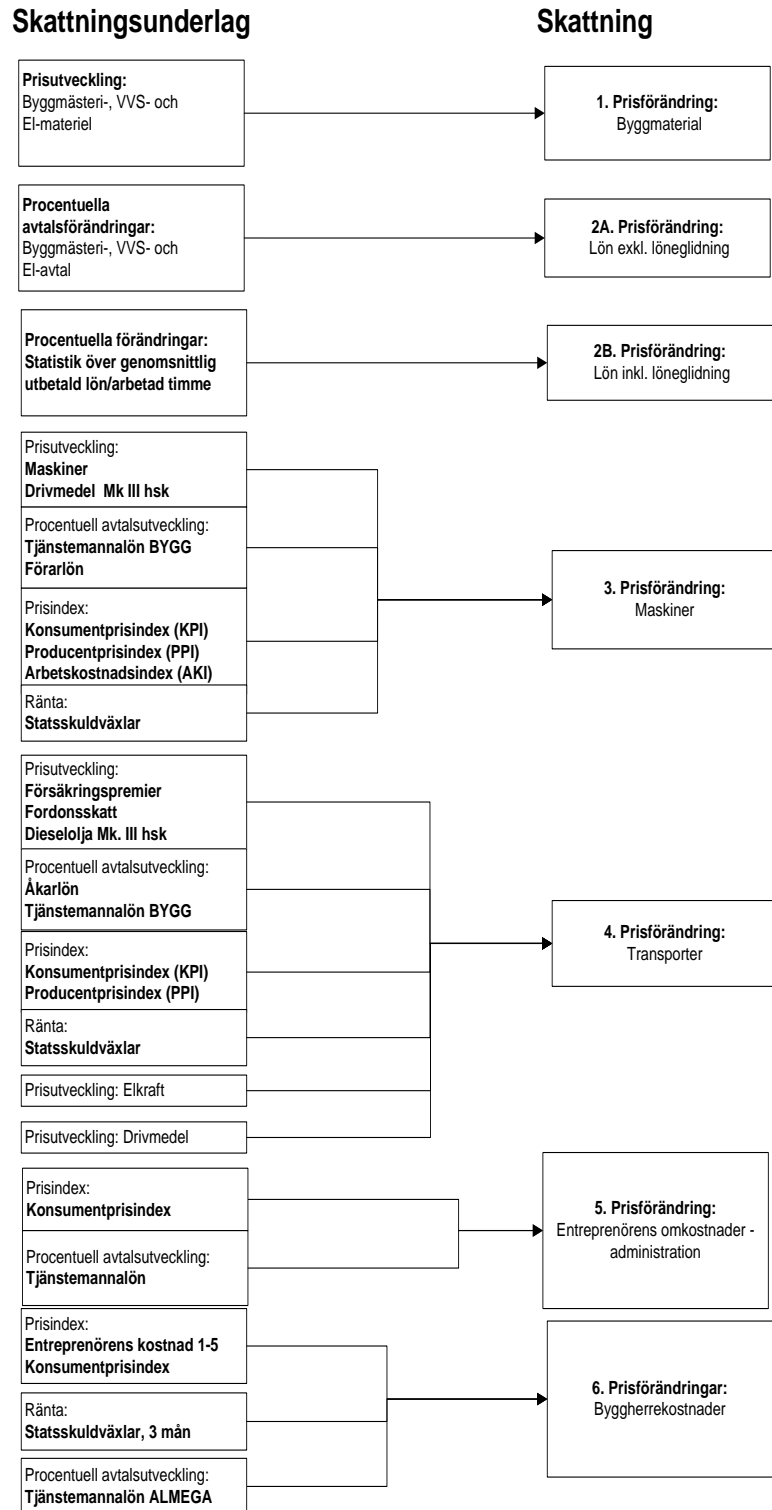 Skattningsunderlag
Skattning
Prisutveckling:
Byggmästeri-, VVS- och
El-materiel
1. Prisförändring:
Byggmaterial
Procentuella
avtalsförändringar:
Byggmästeri-, VVS- och
El-avtal
2A. Prisförändring:
Lön exkl. löneglidning
Procentuella förändringar:
Statistik över genomsnittlig
utbetald lön/arbetad timme
2B. Prisförändring:
Lön inkl. löneglidning
Prisutveckling:
Maskiner
Drivmedel Mk III hsk
Procentuell avtalsutveckling:
Tjänstemannalön BYGG
Förarlön
Prisindex:
Konsumentprisindex (KPI)
Producentprisindex (PPI)
Arbetskostnadsindex (AKI)
Ränta:
Statsskuldväxlar
3. Prisförändring:
Maskiner
Prisutveckling:
Försäkringspremier
Fordonsskatt
Dieselolja Mk. III hsk
Procentuell avtalsutveckling:
Åkarlön
Tjänstemannalön BYGG
Prisindex:
Konsumentprisindex (KPI)
Producentprisindex (PPI)
Ränta:
Statsskuldväxlar
Prisutveckling: Elkraft
Prisutveckling: Drivmedel
4. Prisförändring:
Transporter
Prisindex:
Konsumentprisindex
Procentuell avtalsutveckling:
Tjänstemannalön
5. Prisförändring:
Entreprenörens omkostnader -
administration
Prisindex:
Entreprenörens kostnad 1-5
Konsumentprisindex
Ränta:
Statsskuldväxlar, 3 mån
Procentuell avtalsutveckling:
Tjänstemannalön ALMEGA
6. Prisförändringar:
Byggherrekostnader